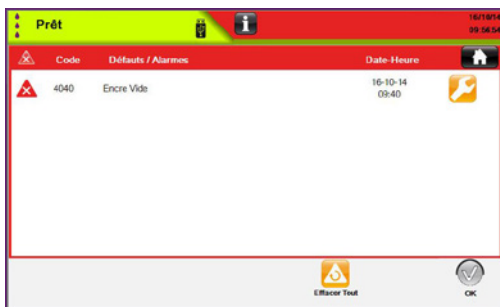 Prêt
16/10/14
09:56:54
Code Défauts / Alarmes Date-Heure
4040 Encre Vide 16-10-14
09:40
Effacer Tout
OK